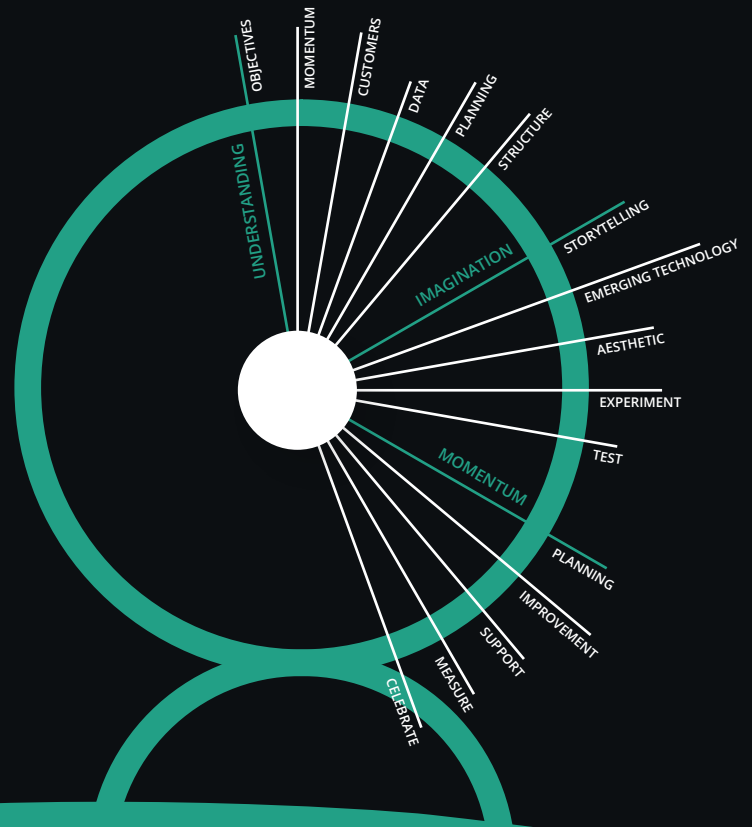 OBJECTIVES
UNDERSTANDING
MOMENTUM
CUSTOMERS
DATA
PLANNING
STRUCTURE
STORYTELLING
IMAGINATION
EMERGING TECHNOLOGY
AESTHETIC
EXPERIMENT
TEST
MOMENTUM
PLANNING
IMPROVEMENT
SUPPORT
MEASURE
CELEBRATE